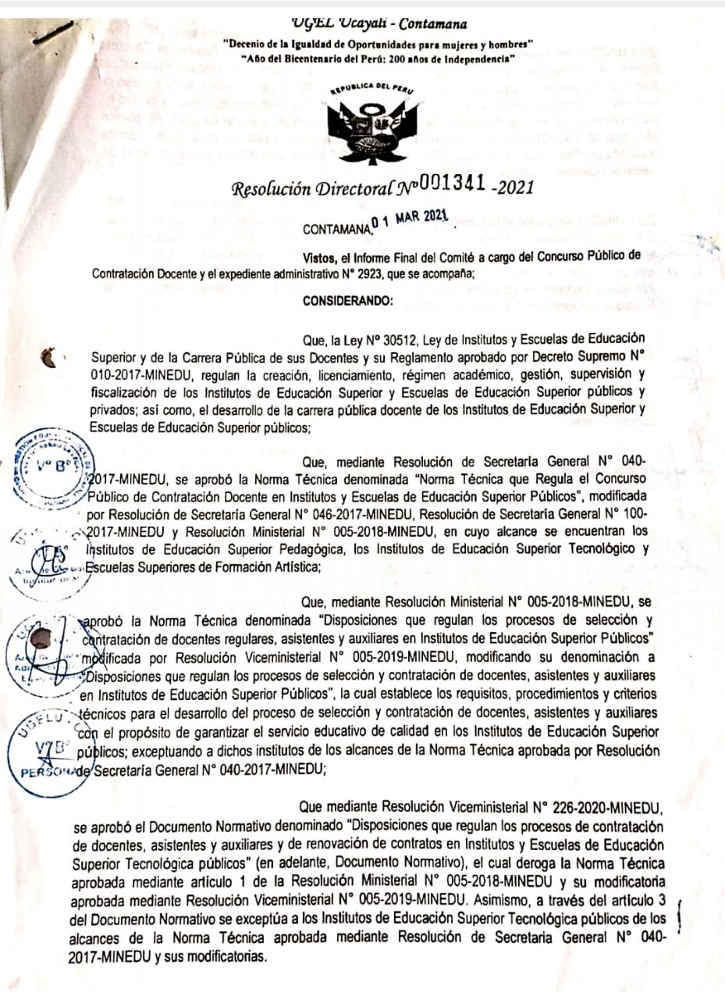 UGEL Ucayali - Contamana
"Decenio de la Igualdad de Oportunidades para mujeres y hombres"
"Año del Bicentenario del Perú: 200 años de Independencia"
REPUBLICA DEL PERU
Resolución Directoral Nº 001341 -2021
CONTAMANA, 01 MAR 2021
Vistos, el Informe Final del Comité a cargo del Concurso Público de
Contratación Docente y el expediente administrativo N° 2923, que se acompaña;
CONSIDERANDO:
Que, la Ley Nº 30512, Ley de Institutos y Escuelas de Educación
Superior y de la Carrera Pública de sus Docentes y su Reglamento aprobado por Decreto Supremo N°
010-2017-MINEDU, regulan la creación, licenciamiento, régimen académico, gestión, supervisión y
fiscalización de los Institutos de Educación Superior y Escuelas de Educación Superior públicos y
privados; así como, el desarrollo de la carrera pública docente de los Institutos de Educación Superior y
Escuelas de Educación Superior públicos;
Que, mediante Resolución de Secretaría General N° 040-
2017-MINEDU, se aprobó la Norma Técnica denominada "Norma Técnica que Regula el Concurso
Público de Contratación Docente en Institutos y Escuelas de Educación Superior Públicos", modificada
por Resolución de Secretaría General N° 046-2017-MINEDU, Resolución de Secretaría General N° 100-
2017-MINEDU y Resolución Ministerial N° 005-2018-MINEDU, en cuyo alcance se encuentran los
Institutos de Educación Superior Pedagógica, los Institutos de Educación Superior Tecnológico y
Escuelas Superiores de Formación Artística;
Que, mediante Resolución Ministerial N° 005-2018-MINEDU, se
aprobó la Norma Técnica denominada "Disposiciones que regulan los procesos de selección y
contratación de docentes regulares, asistentes y auxiliares en Institutos de Educación Superior Públicos"
modificada por Resolución Viceministerial N° 005-2019-MINEDU, modificando su denominación a
"Disposiciones que regulan los procesos de selección y contratación de docentes, asistentes y auxiliares
en Institutos de Educación Superior Públicos", la cual establece los requisitos, procedimientos y criterios
técnicos para el desarrollo del proceso de selección y contratación de docentes, asistentes y auxiliares
con el propósito de garantizar el servicio educativo de calidad en los Institutos de Educación Superior
públicos; exceptuando a dichos institutos de los alcances de la Norma Técnica aprobada por Resolución
de Secretaría General N° 040-2017-MINEDU;
Que mediante Resolución Viceministerial N° 226-2020-MINEDU,
se aprobó el Documento Normativo denominado "Disposiciones que regulan los procesos de contratación
de docentes, asistentes y auxiliares y de renovación de contratos en Institutos y Escuelas de Educación
Superior Tecnológica públicos" (en adelante, Documento Normativo), el cual deroga la Norma Técnica
aprobada mediante artículo 1 de la Resolución Ministerial N° 005-2018-MINEDU y su modificatoria
aprobada mediante Resolución Viceministerial N° 005-2019-MINEDU. Asimismo, a través del artículo 3
del Documento Normativo se exceptúa a los Institutos de Educación Superior Tecnológica públicos de los
alcances de la Norma Técnica aprobada mediante Resolución de Secretaria General N° 040-
2017-MINEDU y sus modificatorias.
V° B°
UGELU
V° B°
PERSONA